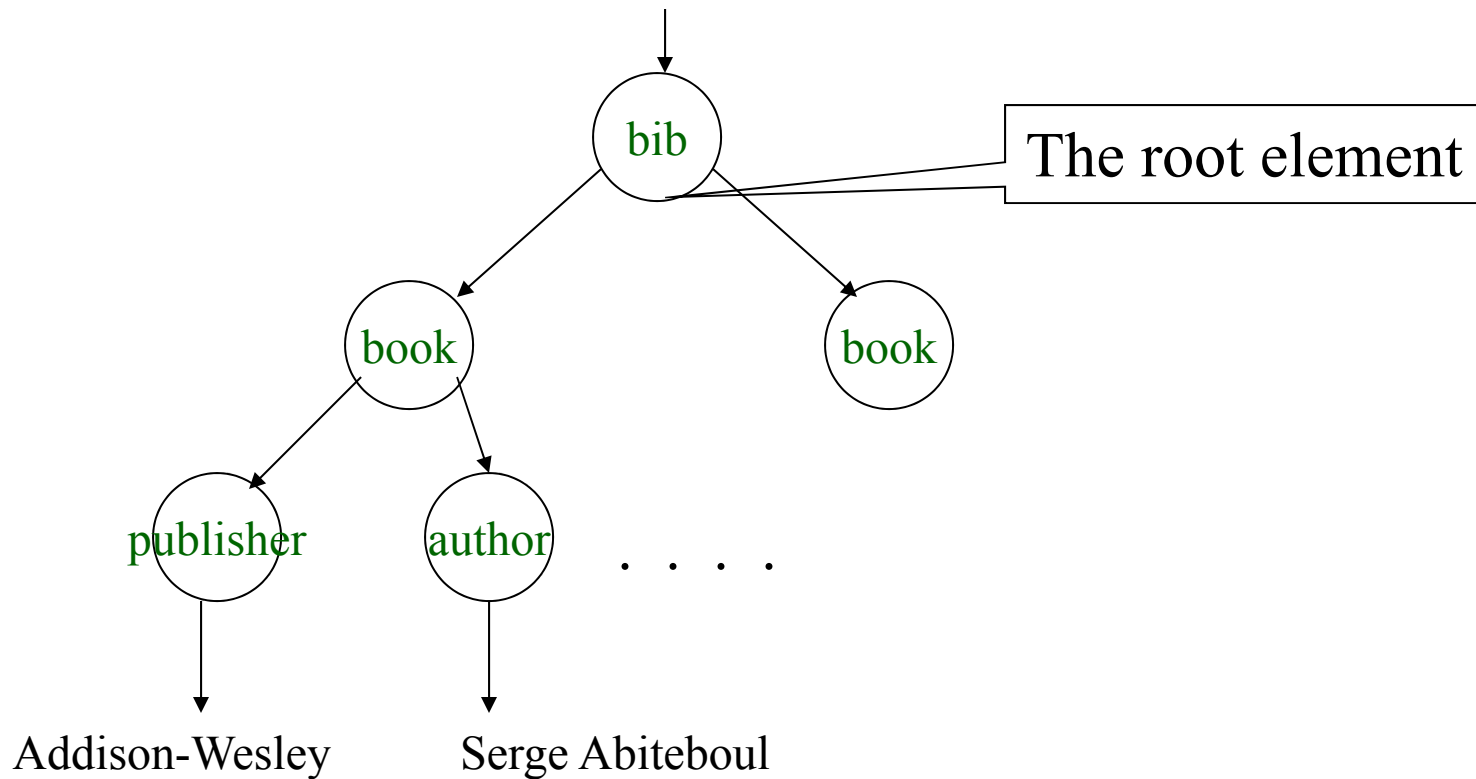 bib
The root element
book
book
publisher
author
. . . .
Addison-Wesley
Serge Abiteboul